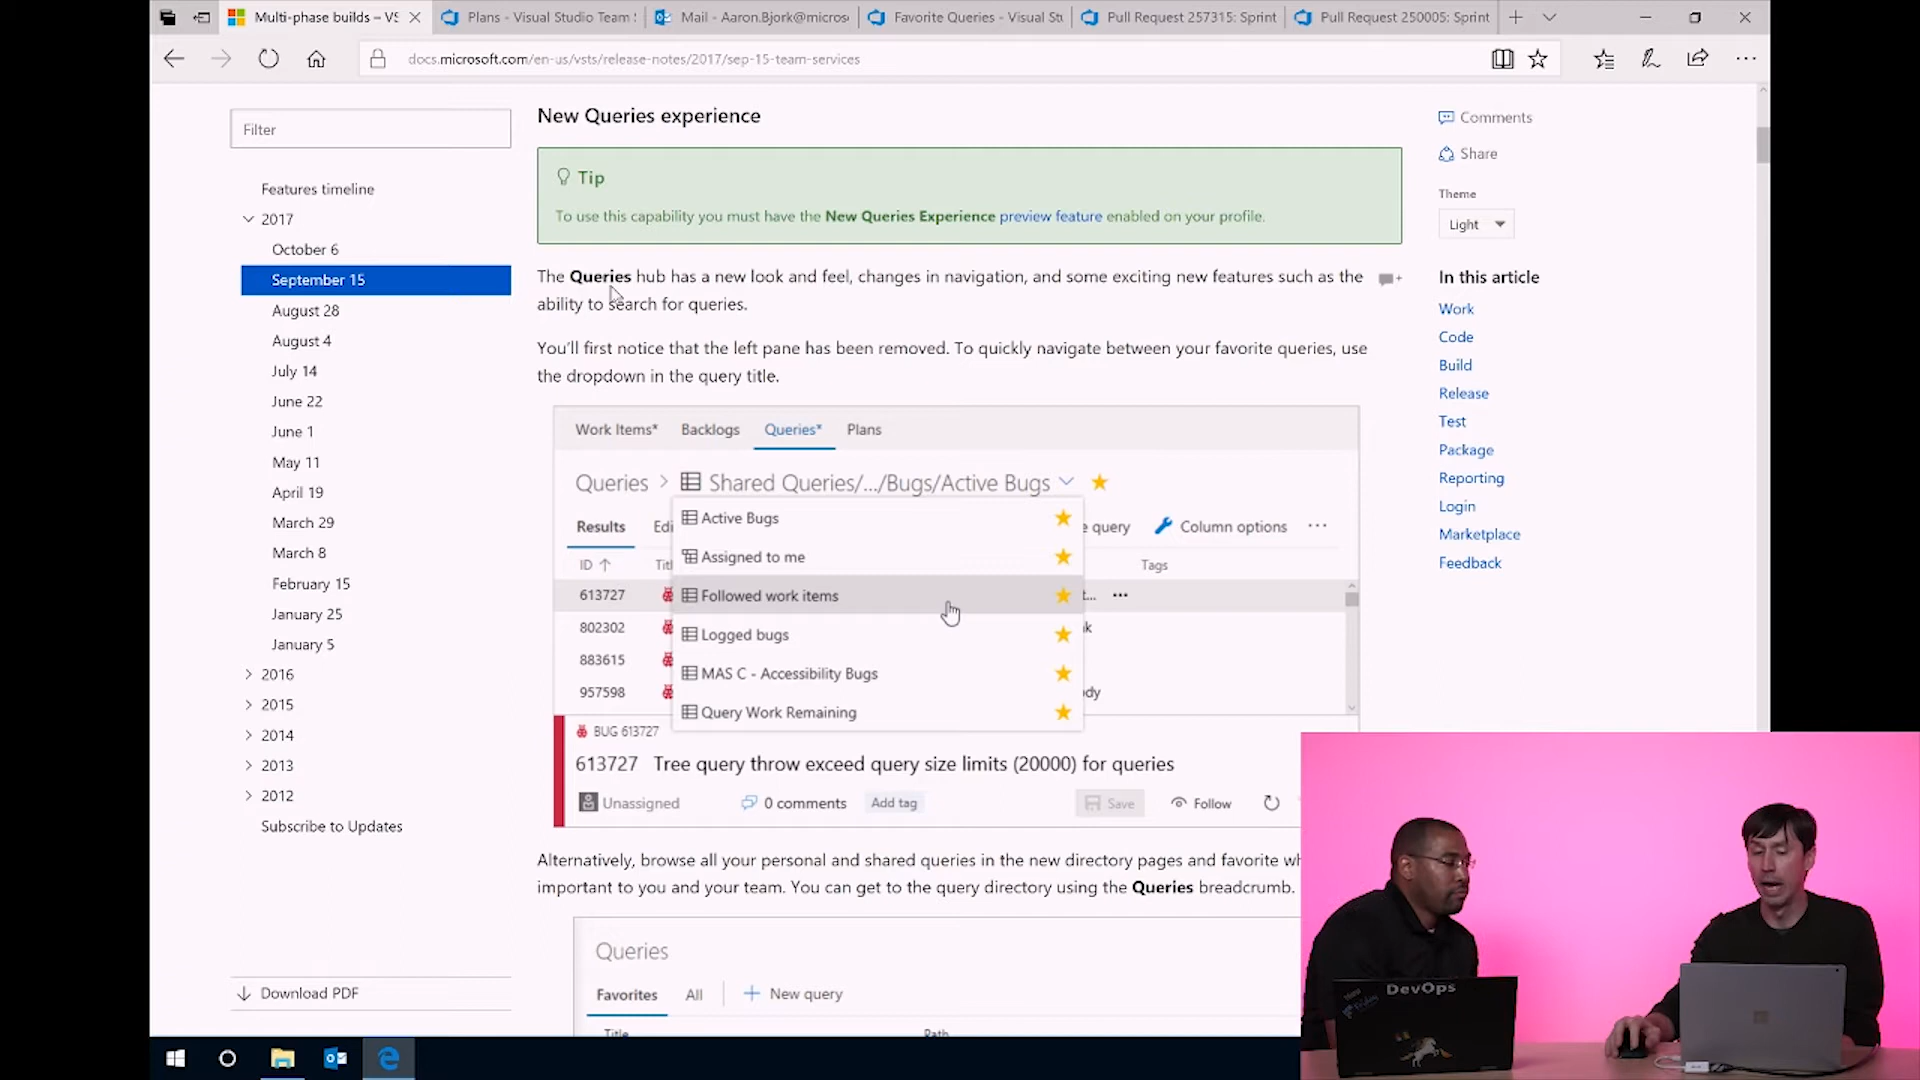 Multi-phase builds – VS
Plans - Visual Studio Team S
Mail - Aaron.Bjork@micros
Favorite Queries - Visual Stu
Pull Request 257315: Sprint
Pull Request 250005: Sprint
docs.microsoft.com/en-us/vsts/release-notes/2017/sep-15-team-services
Filter
Features timeline
2017
October 6
September 15
August 28
August 4
July 14
June 22
June 1
May 11
April 19
March 29
March 8
February 15
January 25
January 5
2016
2015
2014
2013
2012
Subscribe to Updates
Download PDF
New Queries experience
Tip
To use this capability you must have the New Queries Experience preview feature enabled on your profile.
The Queries hub has a new look and feel, changes in navigation, and some exciting new features such as the
ability to search for queries.
You'll first notice that the left pane has been removed. To quickly navigate between your favorite queries, use
the dropdown in the query title.
Work Items* Backlogs Queries* Plans
Queries > Shared Queries/.../Bugs/Active Bugs
Results Edi e query Column options ...
ID Titl Tags
Active Bugs
Assigned to me
Followed work items
Logged bugs
MAS C - Accessibility Bugs
Query Work Remaining
613727 t... ...
802302 nk
883615
957598 dy
BUG 613727
613727 Tree query throw exceed query size limits (20000) for queries
Unassigned 0 comments Add tag Save Follow
Alternatively, browse all your personal and shared queries in the new directory pages and favorite wh
important to you and your team. You can get to the query directory using the Queries breadcrumb.
Queries
Favorites All + New query
Title Path
Comments
Share
Theme
Light
In this article
Work
Code
Build
Release
Test
Package
Reporting
Login
Marketplace
Feedback
DevOps